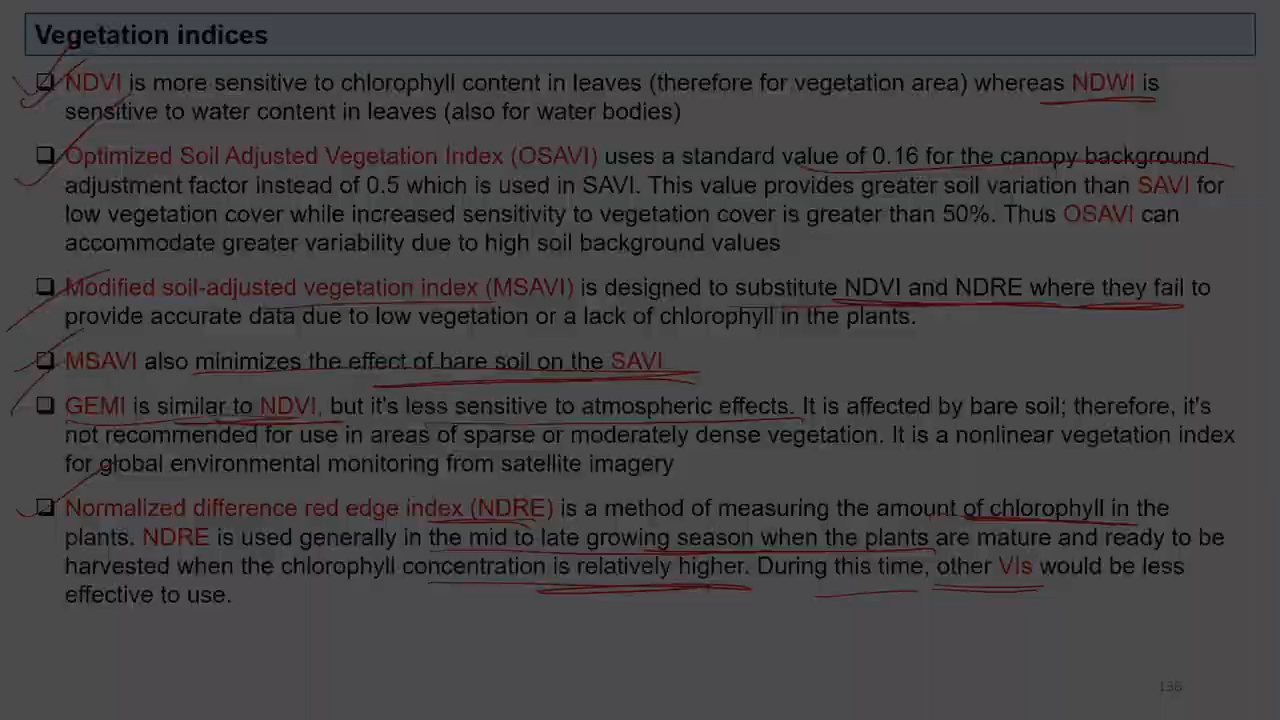 Vegetation indices
❑ NDVI is more sensitive to chlorophyll content in leaves (therefore for vegetation area) whereas NDWI is
sensitive to water content in leaves (also for water bodies)
❑ Optimized Soil Adjusted Vegetation Index (OSAVI) uses a standard value of 0.16 for the canopy background
adjustment factor instead of 0.5 which is used in SAVI. This value provides greater soil variation than SAVI for
low vegetation cover while increased sensitivity to vegetation cover is greater than 50%. Thus OSAVI can
accommodate greater variability due to high soil background values
❑ Modified soil-adjusted vegetation index (MSAVI) is designed to substitute NDVI and NDRE where they fail to
provide accurate data due to low vegetation or a lack of chlorophyll in the plants.
❑ MSAVI also minimizes the effect of bare soil on the SAVI
❑ GEMI is similar to NDVI, but it's less sensitive to atmospheric effects. It is affected by bare soil; therefore, it's
not recommended for use in areas of sparse or moderately dense vegetation. It is a nonlinear vegetation index
for global environmental monitoring from satellite imagery
❑ Normalized difference red edge index (NDRE) is a method of measuring the amount of chlorophyll in the
plants. NDRE is used generally in the mid to late growing season when the plants are mature and ready to be
harvested when the chlorophyll concentration is relatively higher. During this time, other VIs would be less
effective to use.
136